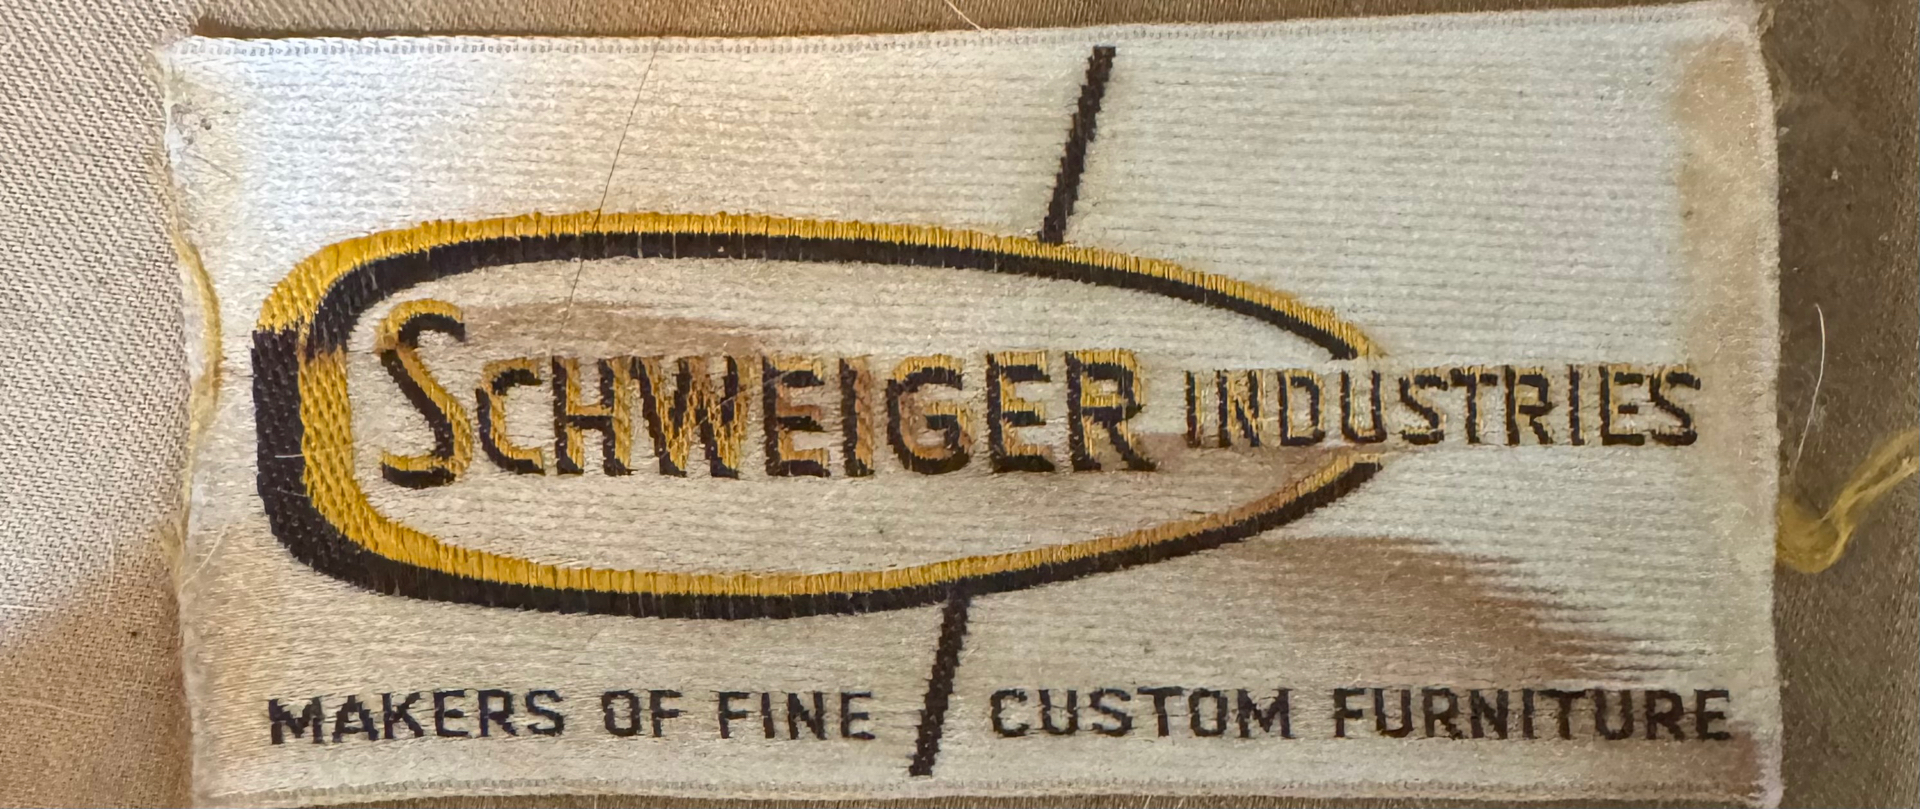 SCHWEIGER INDUSTRIES
MAKERS OF FINE CUSTOM FURNITURE